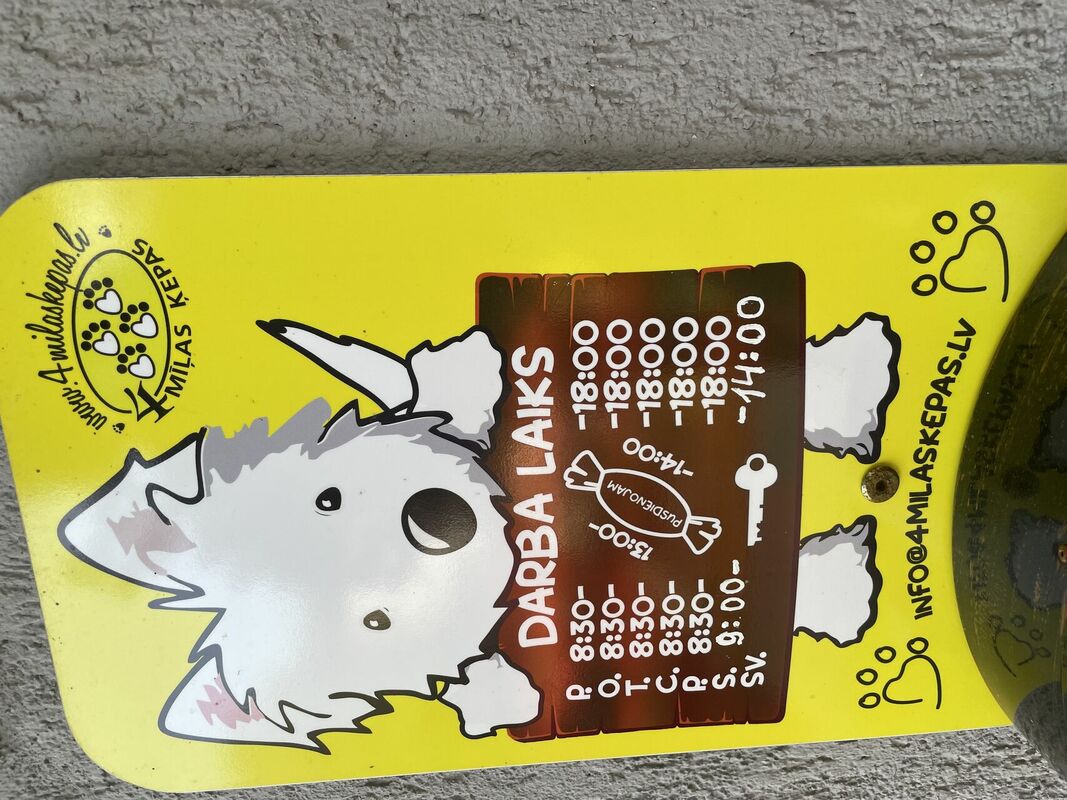 www.4milaskepas.lv
4 MĪĻAS ĶEPAS
DARBA LAIKS
P. 8:30- -18:00
O. 8:30- -18:00
T. 8:30- -18:00
C. 8:30- -18:00
P. 8:30- -18:00
13:00- PUSDIENOJAM -14:00
S. 9:00- -14:00
SV.
INFO@4MILASKEPAS.LV